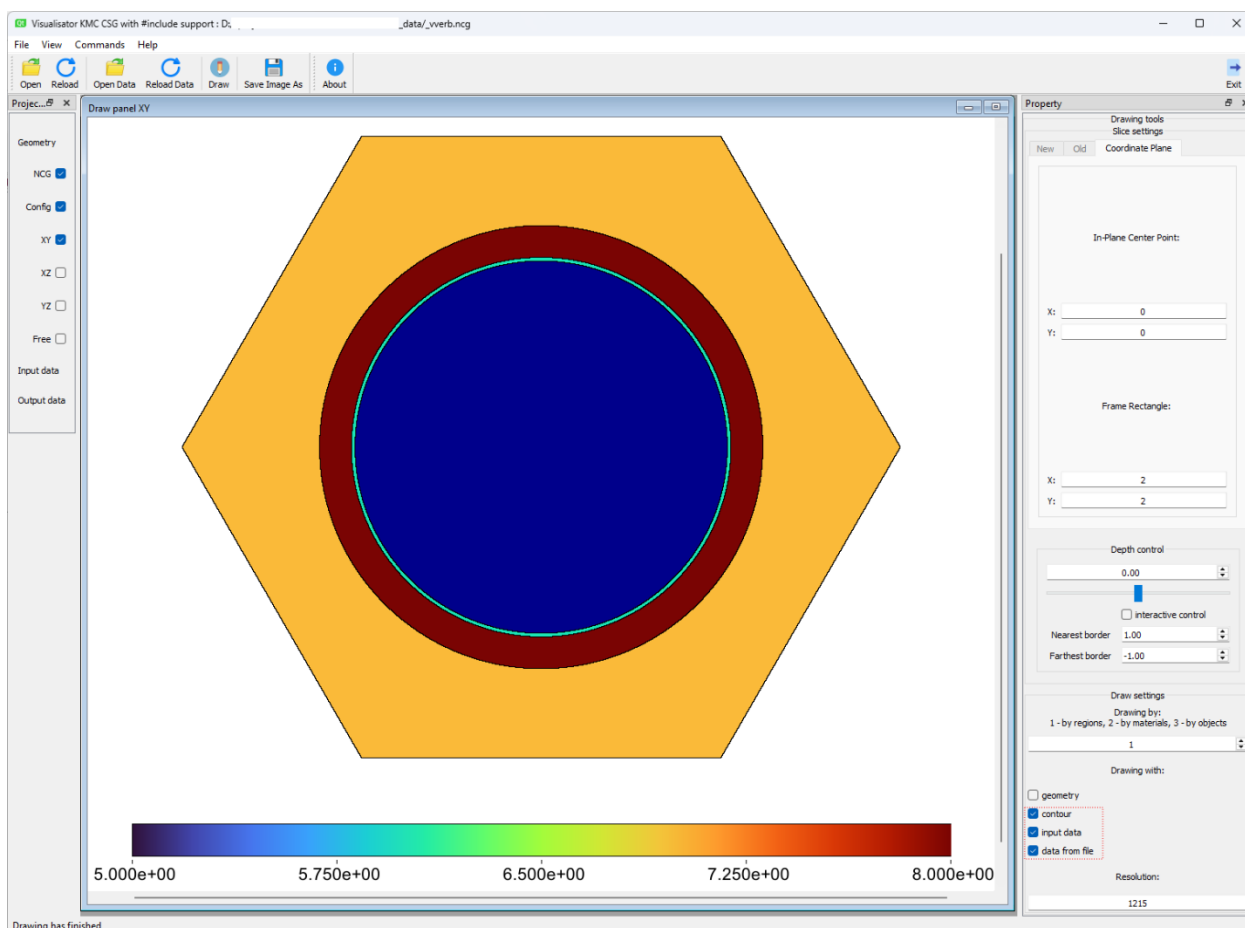 Visualisator KMC CSG with #include support : D:
_data/_vverb.ncg
File View Commands Help
Open Reload Open Data Reload Data Draw Save Image As About Exit
Projec...
Draw panel XY
Property
Drawing tools
Slice settings
New Old Coordinate Plane
Geometry
NCG
Config
XY
XZ
YZ
Free
Input data
Output data
In-Plane Center Point:
X: 0
Y: 0
Frame Rectangle:
X: 2
Y: 2
Depth control
0.00
interactive control
Nearest border 1.00
Farthest border -1.00
Draw settings
Drawing by:
1 - by regions, 2 - by materials, 3 - by objects
1
Drawing with:
geometry
contour
input data
data from file
Resolution:
1215
5.000e+00 5.750e+00 6.500e+00 7.250e+00 8.000e+00
Drawing has finished